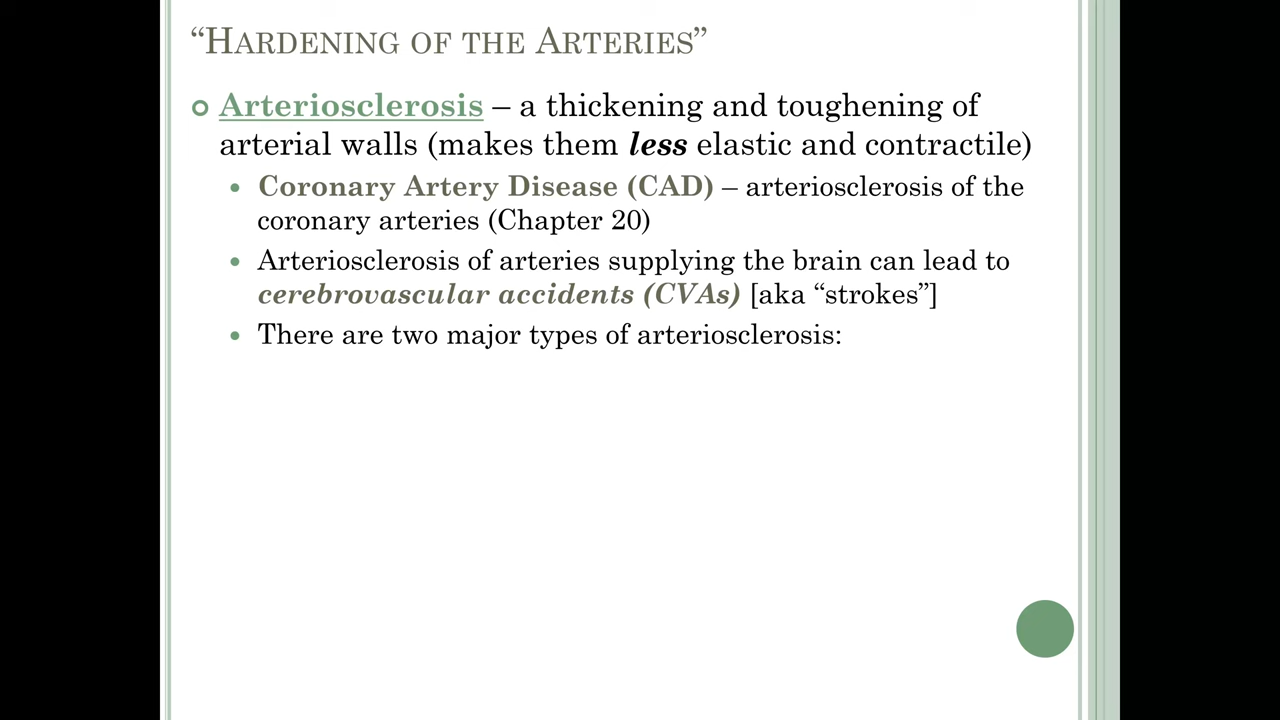 “Hardening of the Arteries”
Arteriosclerosis – a thickening and toughening of
arterial walls (makes them less elastic and contractile)
Coronary Artery Disease (CAD) – arteriosclerosis of the
coronary arteries (Chapter 20)
Arteriosclerosis of arteries supplying the brain can lead to
cerebrovascular accidents (CVAs) [aka “strokes”]
There are two major types of arteriosclerosis: